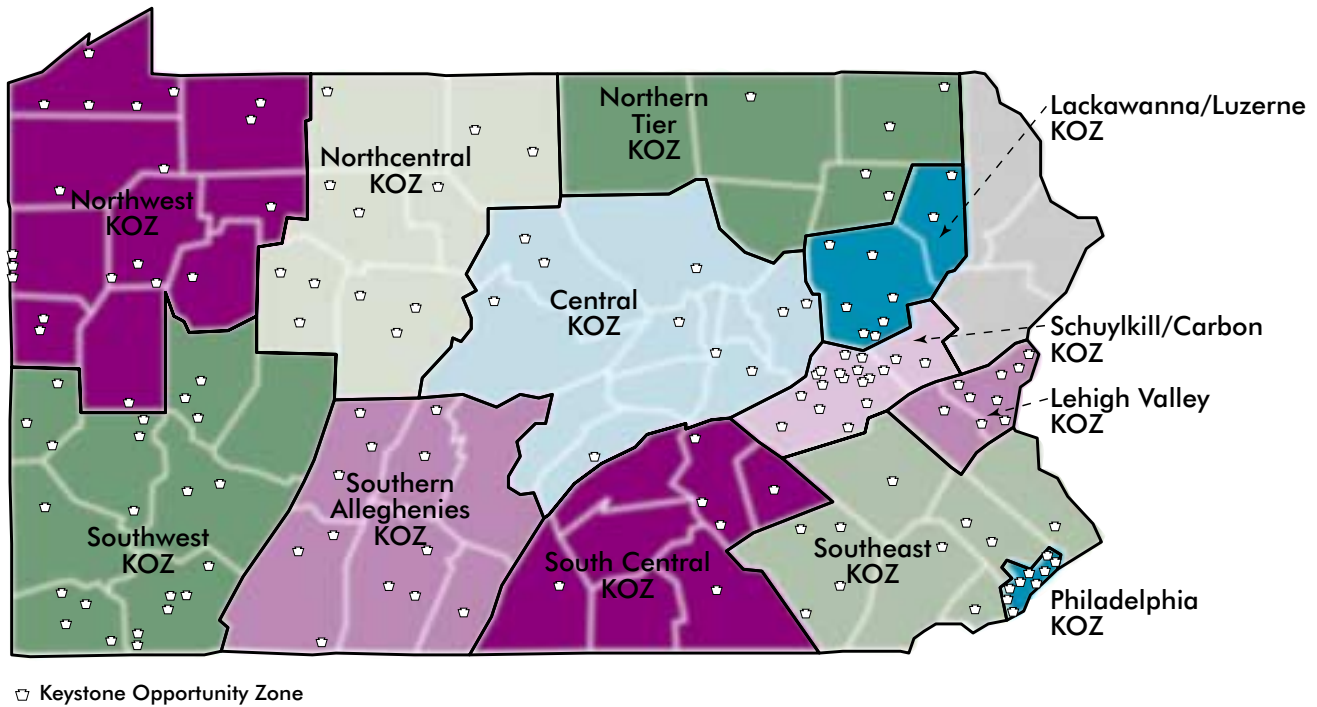 Northern
Tier
KOZ
Lackawanna/Luzerne
KOZ
Northcentral
KOZ
Northwest
KOZ
Central
KOZ
Schuylkill/Carbon
KOZ
Lehigh Valley
KOZ
Southern
Alleghenies
KOZ
Southwest
KOZ
South Central
KOZ
Southeast
KOZ
Philadelphia
KOZ
Keystone Opportunity Zone